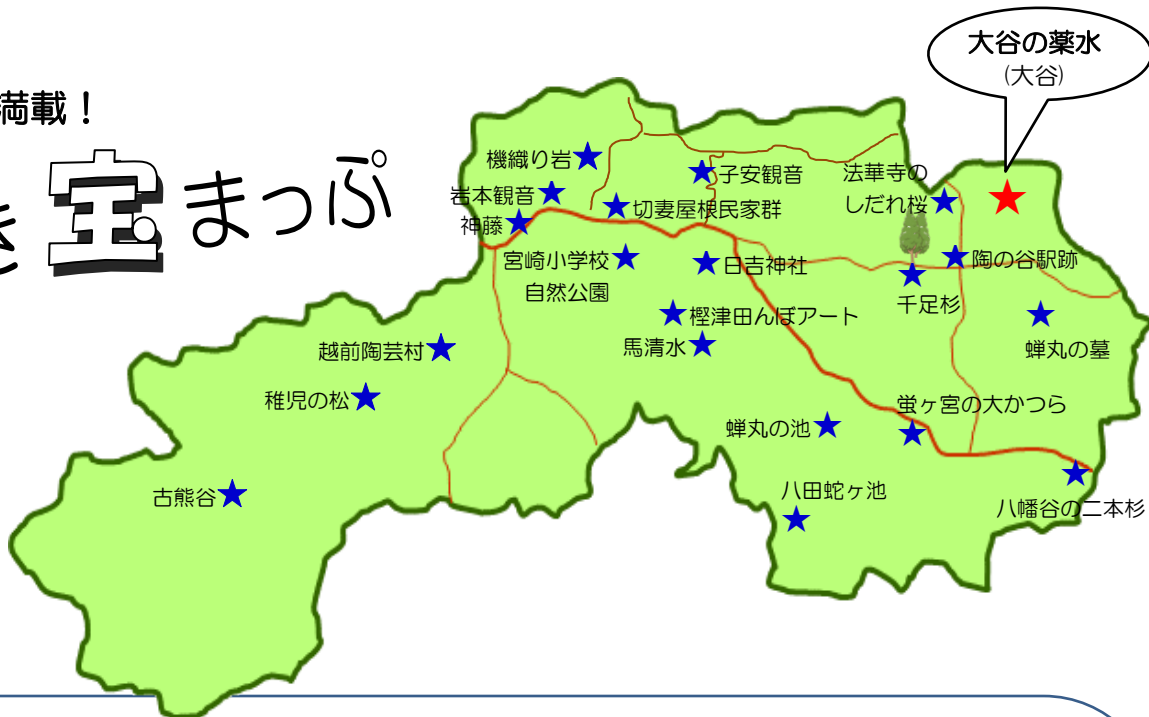 大谷の薬水
(大谷)
満載！
き宝まっぷ
機織り岩
子安観音
法華寺の
しだれ桜
岩本観音
切妻屋根民家群
神藤
宮崎小学校
自然公園
日吉神社
陶の谷駅跡
千足杉
樫津田んぼアート
馬清水
蝉丸の墓
越前陶芸村
稚児の松
蛍ヶ宮の大かつら
蝉丸の池
古熊谷
八田蛇ヶ池
八幡谷の二本杉